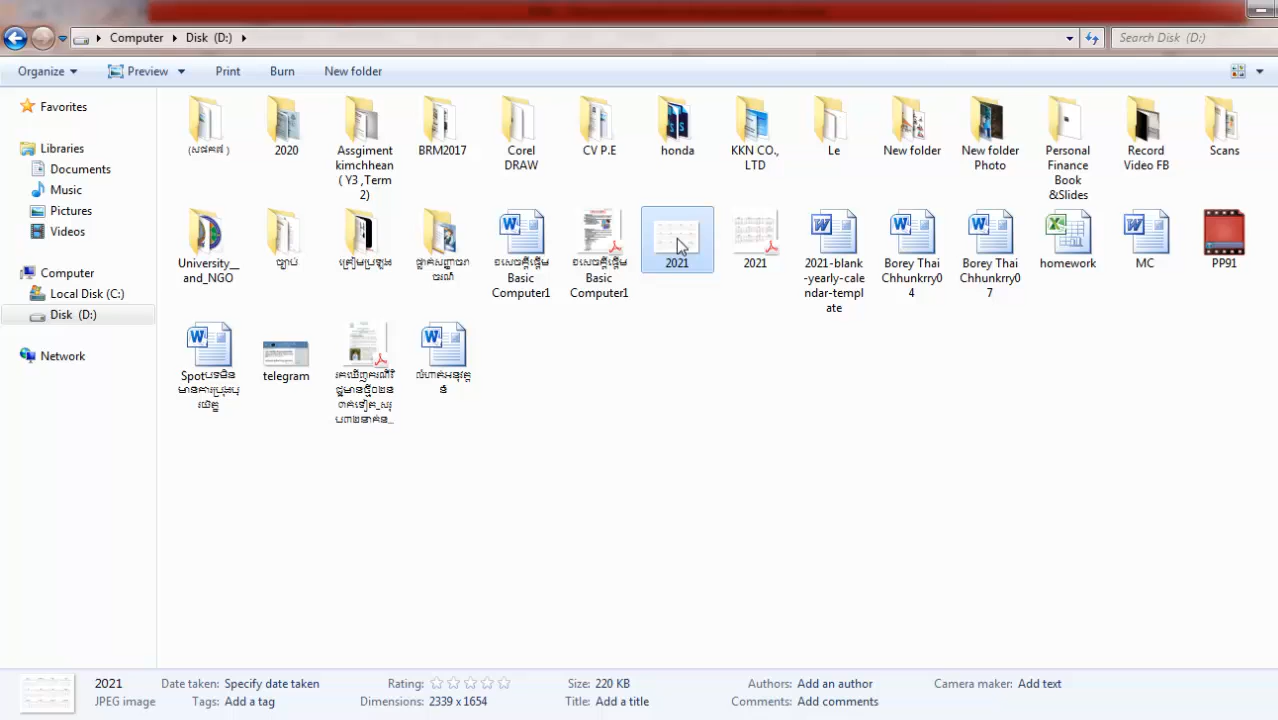 Computer
Disk (D:)
Search Disk (D:)
Organize
Preview
Print
Burn
New folder
Favorites
Libraries
Documents
Music
Pictures
Videos
Computer
Local Disk (C:)
Disk (D:)
Network
2020
Assgiment
kimchhean
( Y3 ,Term
2)
BRM2017
Corel
DRAW
CV P.E
honda
KKN CO.,
LTD
Le
New folder
New folder
Photo
Personal
Finance
Book
&Slides
Record
Video FB
Scans
University__
and_NGO
ច្បាប់
Basic
Computer1
Basic
Computer1
2021
2021
2021-blank
-yearly-cale
ndar-templ
ate
Borey Thai
Chhunkrry0
4
Borey Thai
Chhunkrry0
7
homework
MC
PP91
telegram
2021
JPEG image
Date taken: Specify date taken
Tags: Add a tag
Rating:
Dimensions: 2339 x 1654
Size: 220 KB
Title: Add a title
Authors: Add an author
Comments: Add comments
Camera maker: Add text